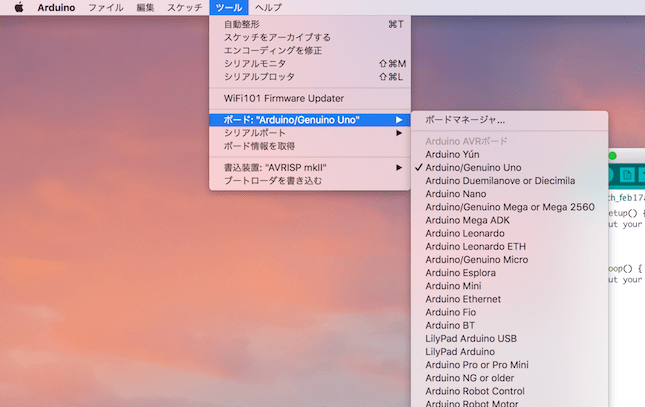 Arduino ファイル 編集 スケッチ ツール ヘルプ
自動整形 ⌘T
スケッチをアーカイブする
エンコーディングを修正
シリアルモニタ ⇧⌘M
シリアルプロッタ ⇧⌘L
WiFi101 Firmware Updater
ボード: "Arduino/Genuino Uno" ▶
シリアルポート ▶
ボード情報を取得
書込装置: "AVRISP mkII" ▶
ブートローダを書き込む
ボードマネージャ...
Arduino AVRボード
Arduino Yún
✓ Arduino/Genuino Uno
Arduino Duemilanove or Diecimila
Arduino Nano
Arduino/Genuino Mega or Mega 2560
Arduino Mega ADK
Arduino Leonardo
Arduino Leonardo ETH
Arduino/Genuino Micro
Arduino Esplora
Arduino Mini
Arduino Ethernet
Arduino Fio
Arduino BT
LilyPad Arduino USB
LilyPad Arduino
Arduino Pro or Pro Mini
Arduino NG or older
Arduino Robot Control
Arduino Robot Motor
th_feb17a
etup() {
ut your
oop() {
ut your